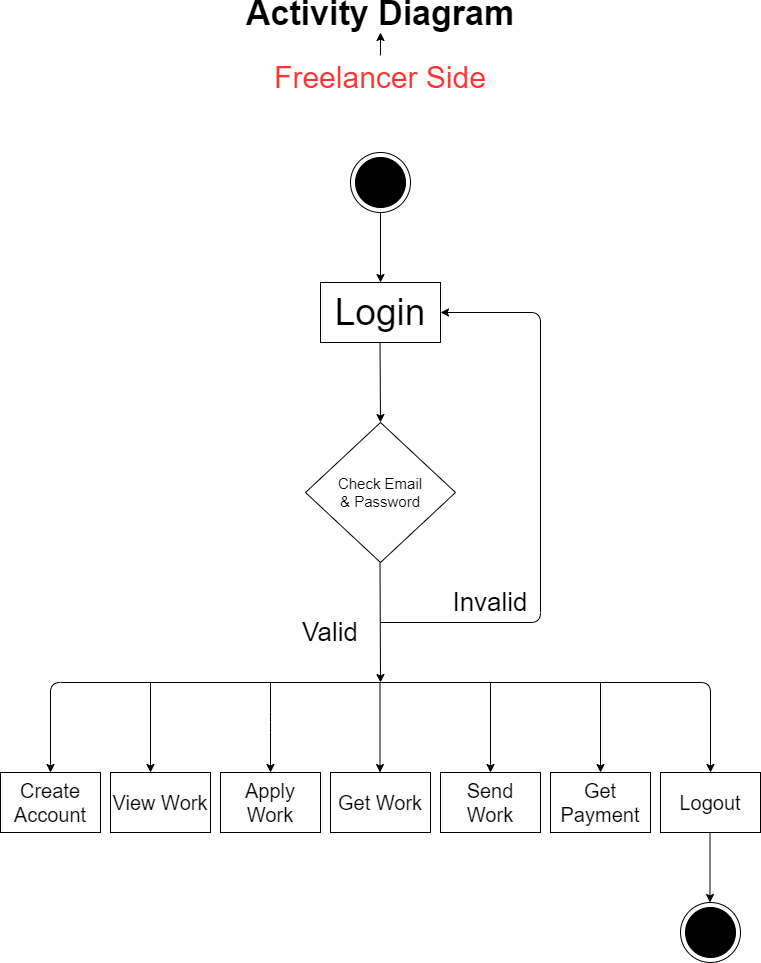 Activity Diagram
Freelancer Side
Login
Check Email
& Password
Invalid
Valid
Create
Account
View Work
Apply
Work
Get Work
Send
Work
Get
Payment
Logout